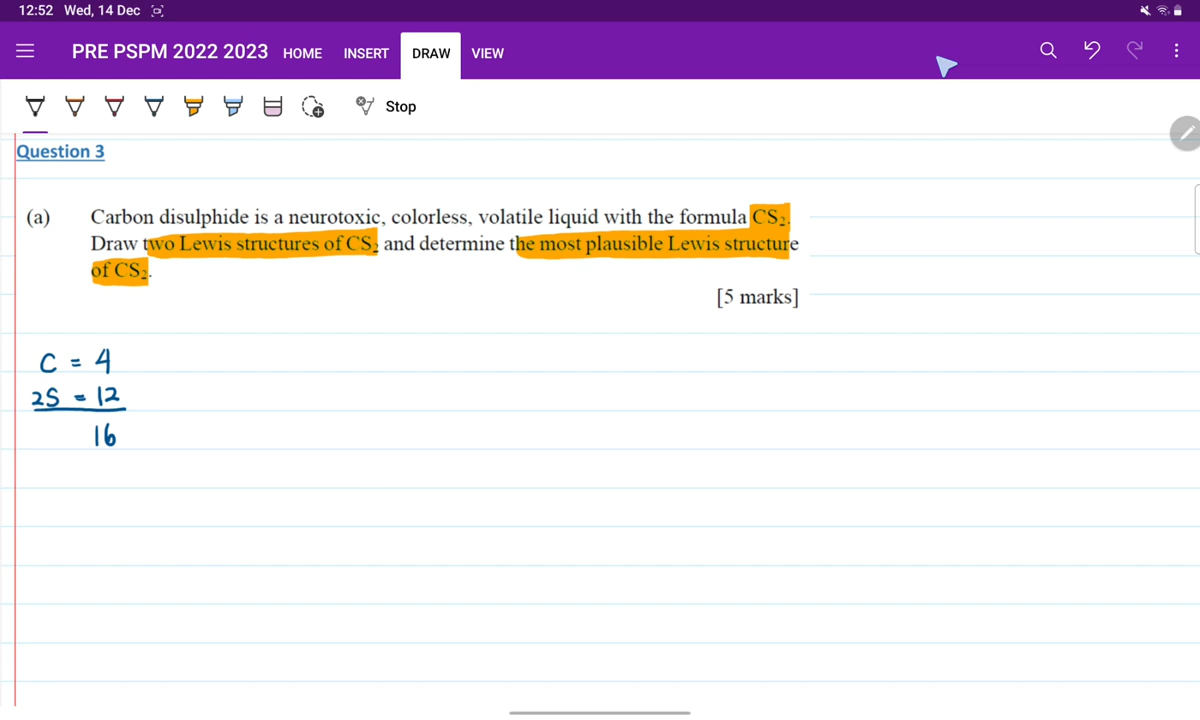 12:52 Wed, 14 Dec
PRE PSPM 2022 2023 HOME INSERT DRAW VIEW
Stop
Question 3
(a) Carbon disulphide is a neurotoxic, colorless, volatile liquid with the formula CS₂.
Draw two Lewis structures of CS₂ and determine the most plausible Lewis structure
of CS₂.
[5 marks]
C = 4
2S = 12
16